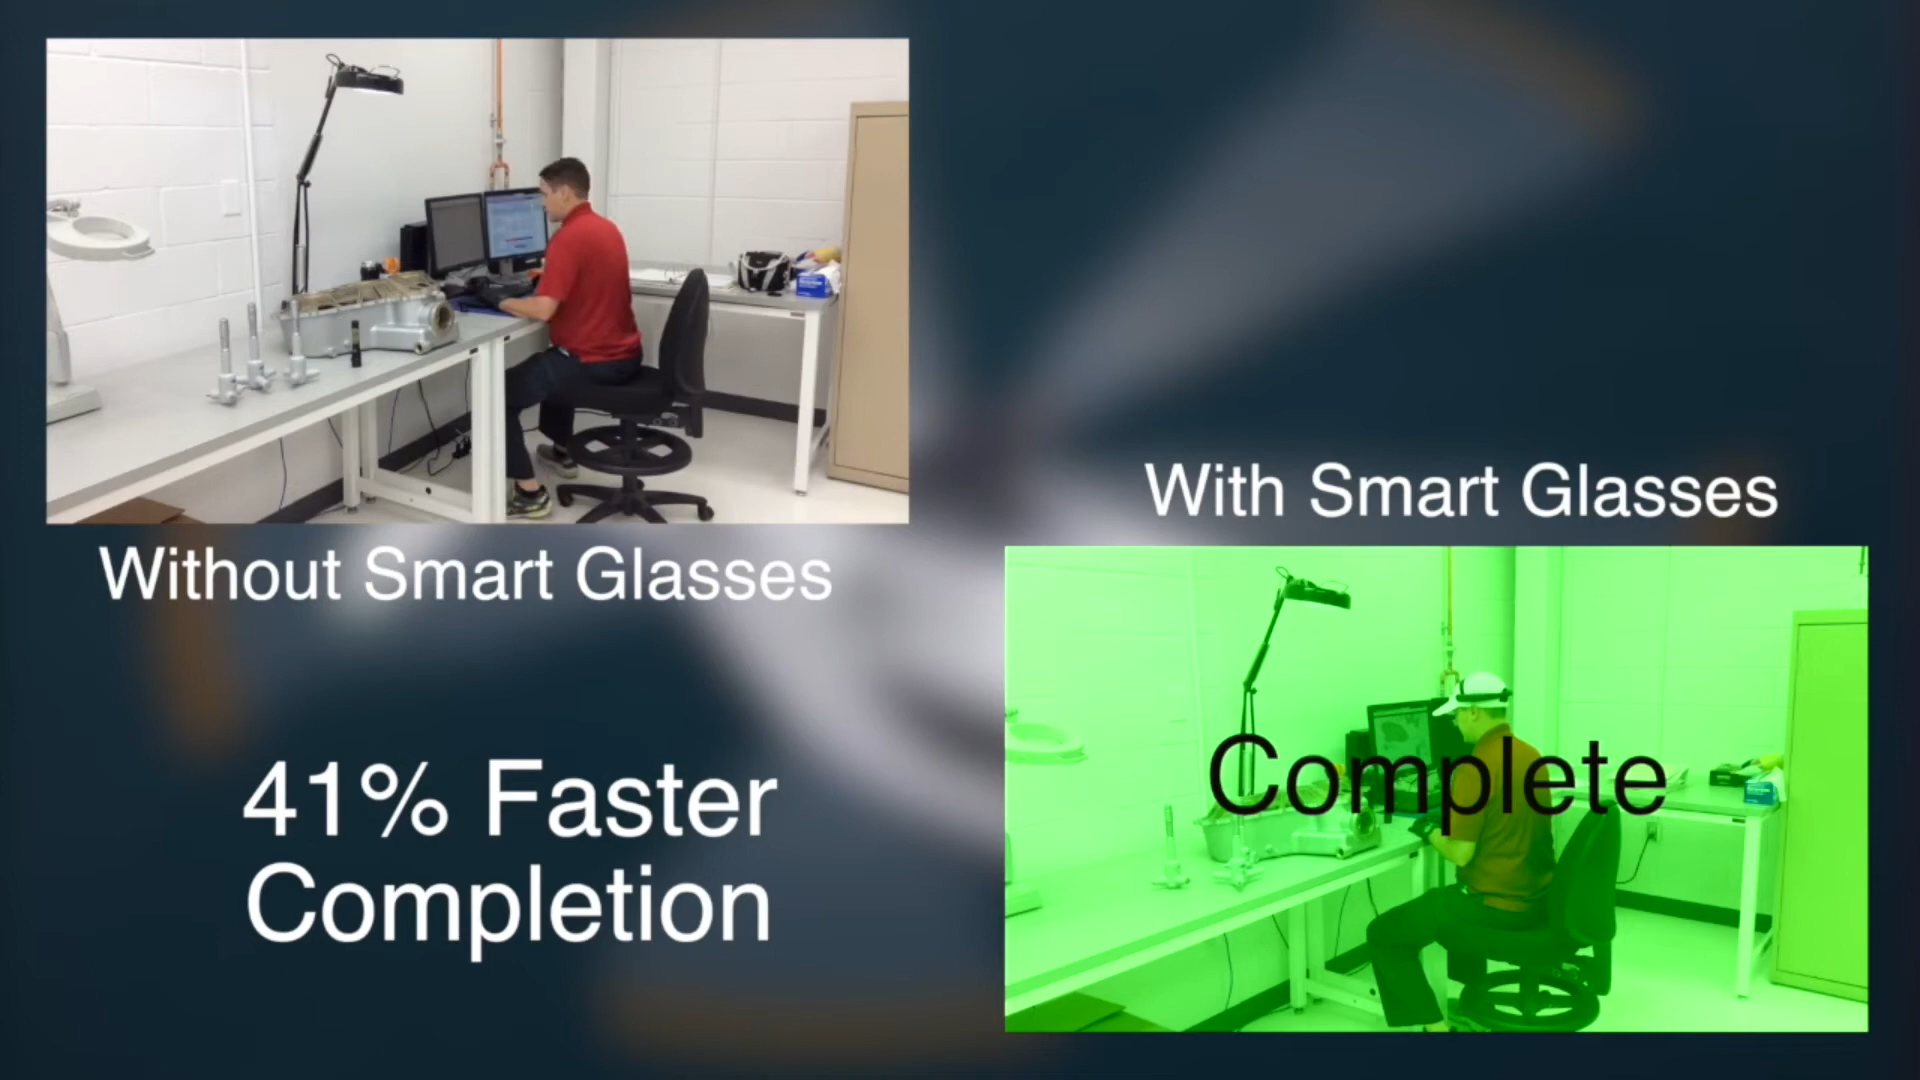 Without Smart Glasses
With Smart Glasses
Complete
41% Faster
Completion